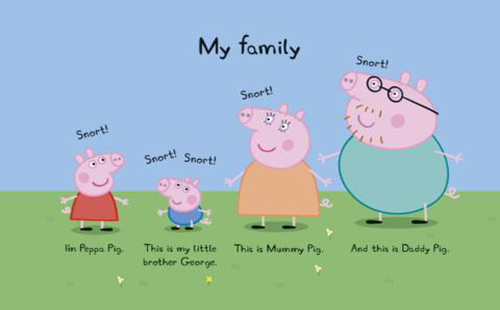 My family
Snort!
Snort!
Snort!
Snort! Snort!
I'm Peppa Pig.
This is my little
brother George.
This is Mummy Pig.
And this is Daddy Pig.